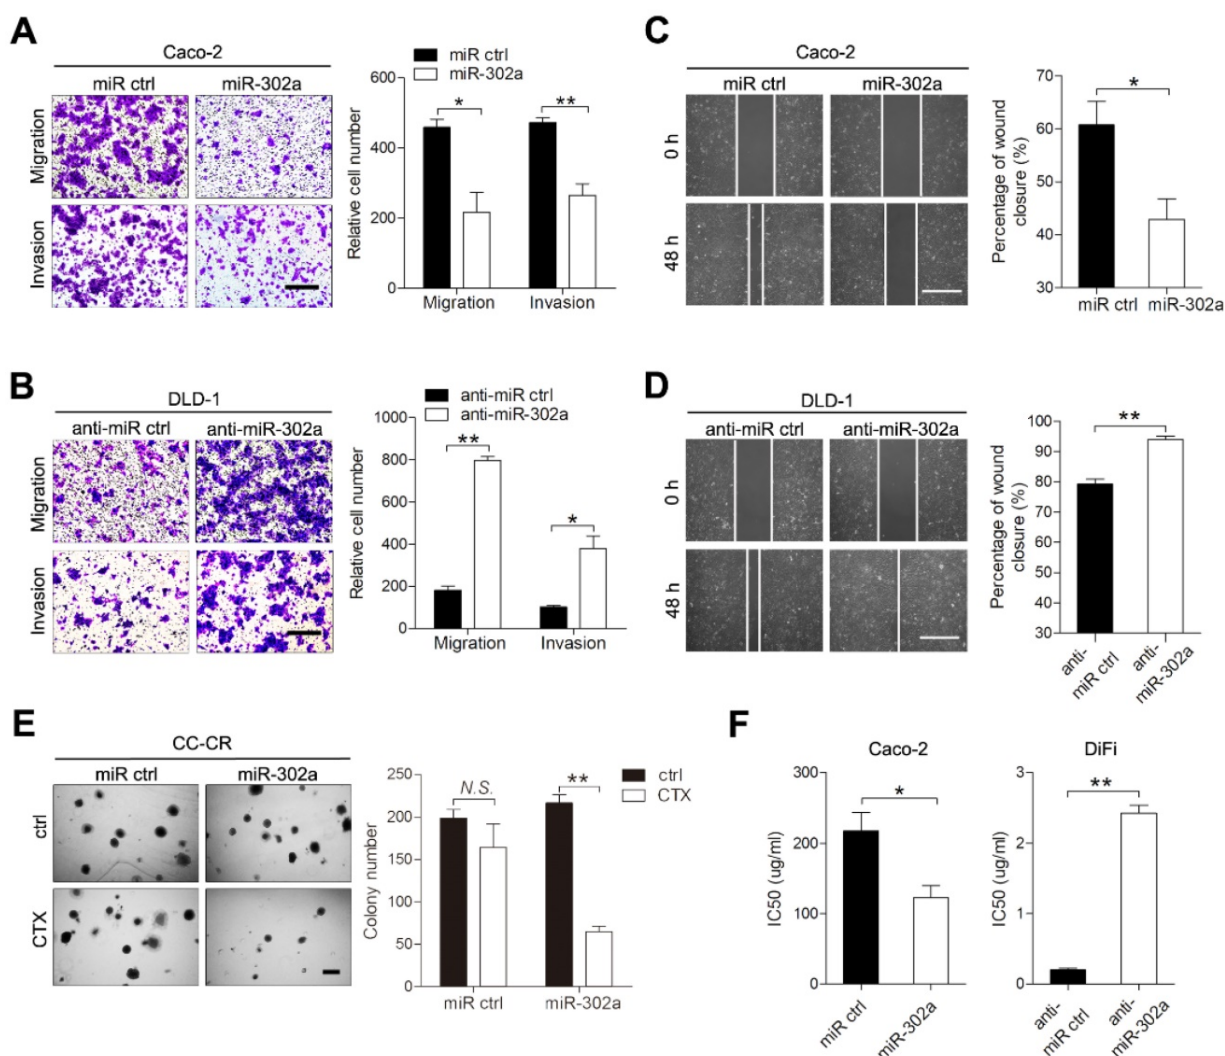 A
Caco-2
miR ctrl
miR-302a
Migration
Invasion
miR ctrl
miR-302a
Relative cell number
600
400
200
0
*
**
Migration
Invasion
C
Caco-2
miR ctrl
miR-302a
0 h
48 h
Percentage of wound
closure (%)
70
60
50
40
30
*
miR ctrl
miR-302a
B
DLD-1
anti-miR ctrl
anti-miR-302a
Migration
Invasion
anti-miR ctrl
anti-miR-302a
Relative cell number
1000
800
600
400
200
0
**
*
Migration
Invasion
D
DLD-1
anti-miR ctrl
anti-miR-302a
0 h
48 h
Percentage of wound
closure (%)
100
90
80
70
60
50
40
30
**
anti-
miR ctrl
anti-
miR-302a
E
CC-CR
miR ctrl
miR-302a
ctrl
CTX
Colony number
250
200
150
100
50
0
N.S.
**
ctrl
CTX
miR ctrl
miR-302a
F
Caco-2
IC50 (ug/ml)
300
200
100
0
*
miR ctrl
miR-302a
DiFi
IC50 (ug/ml)
3
2
1
0
**
anti-
miR ctrl
anti-
miR-302a